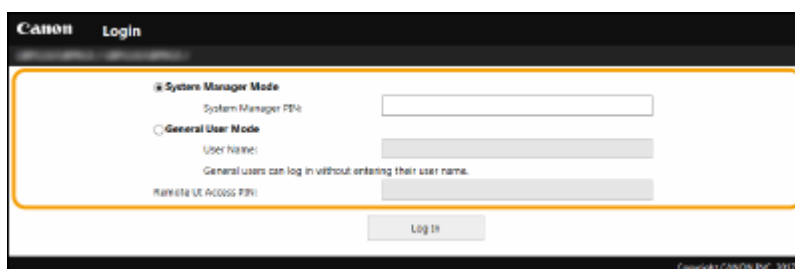 Canon Login
System Manager Mode
System Manager PIN:
General User Mode
User Name:
General users can log in without entering their user name.
Remote UI Access PIN:
Log In
Copyright CANON INC. 2017